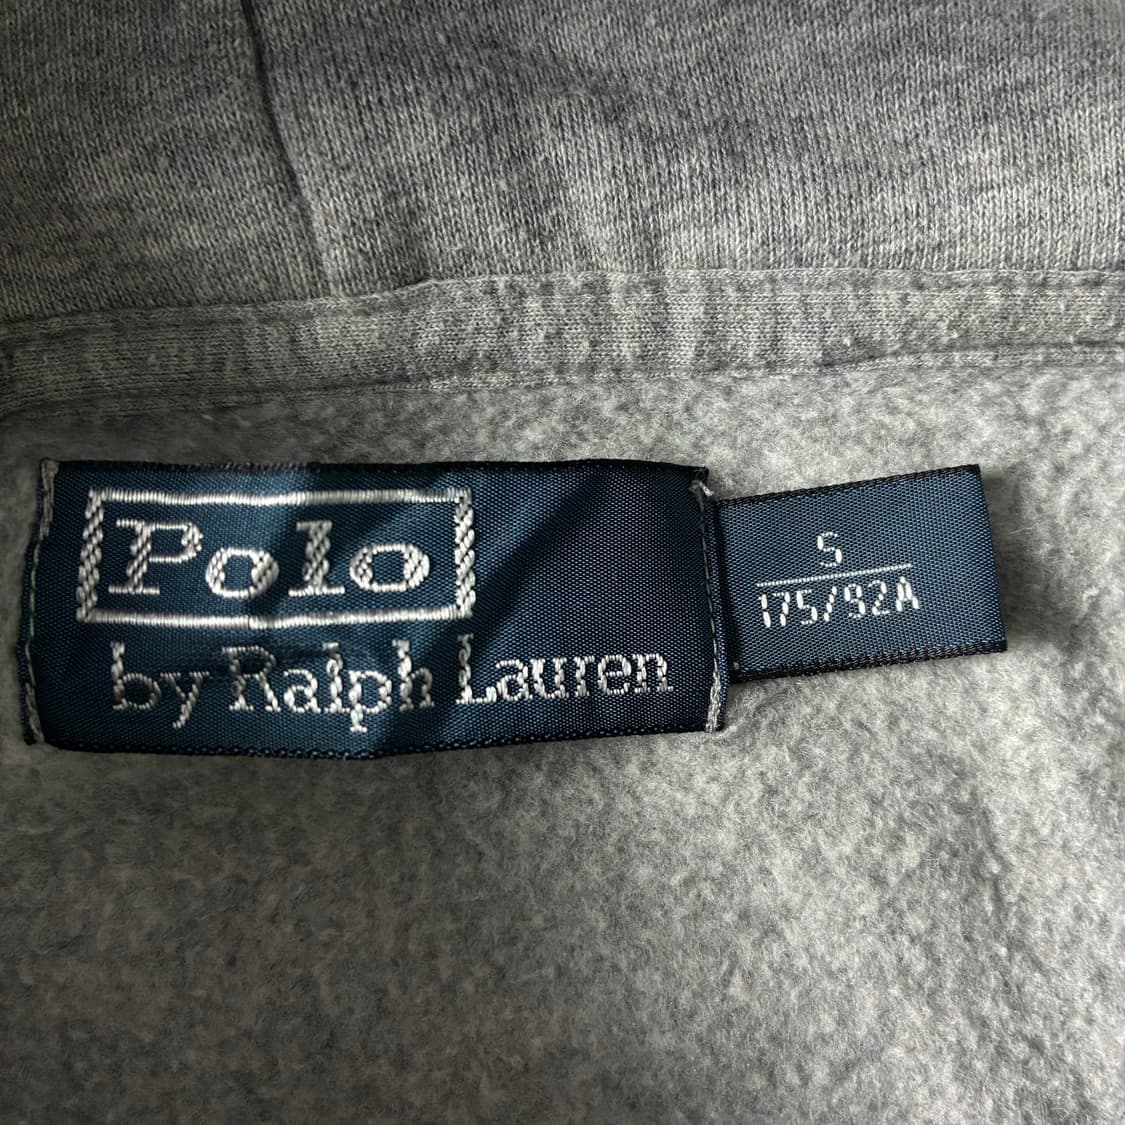 Polo
by Ralph Lauren
S
175/92A